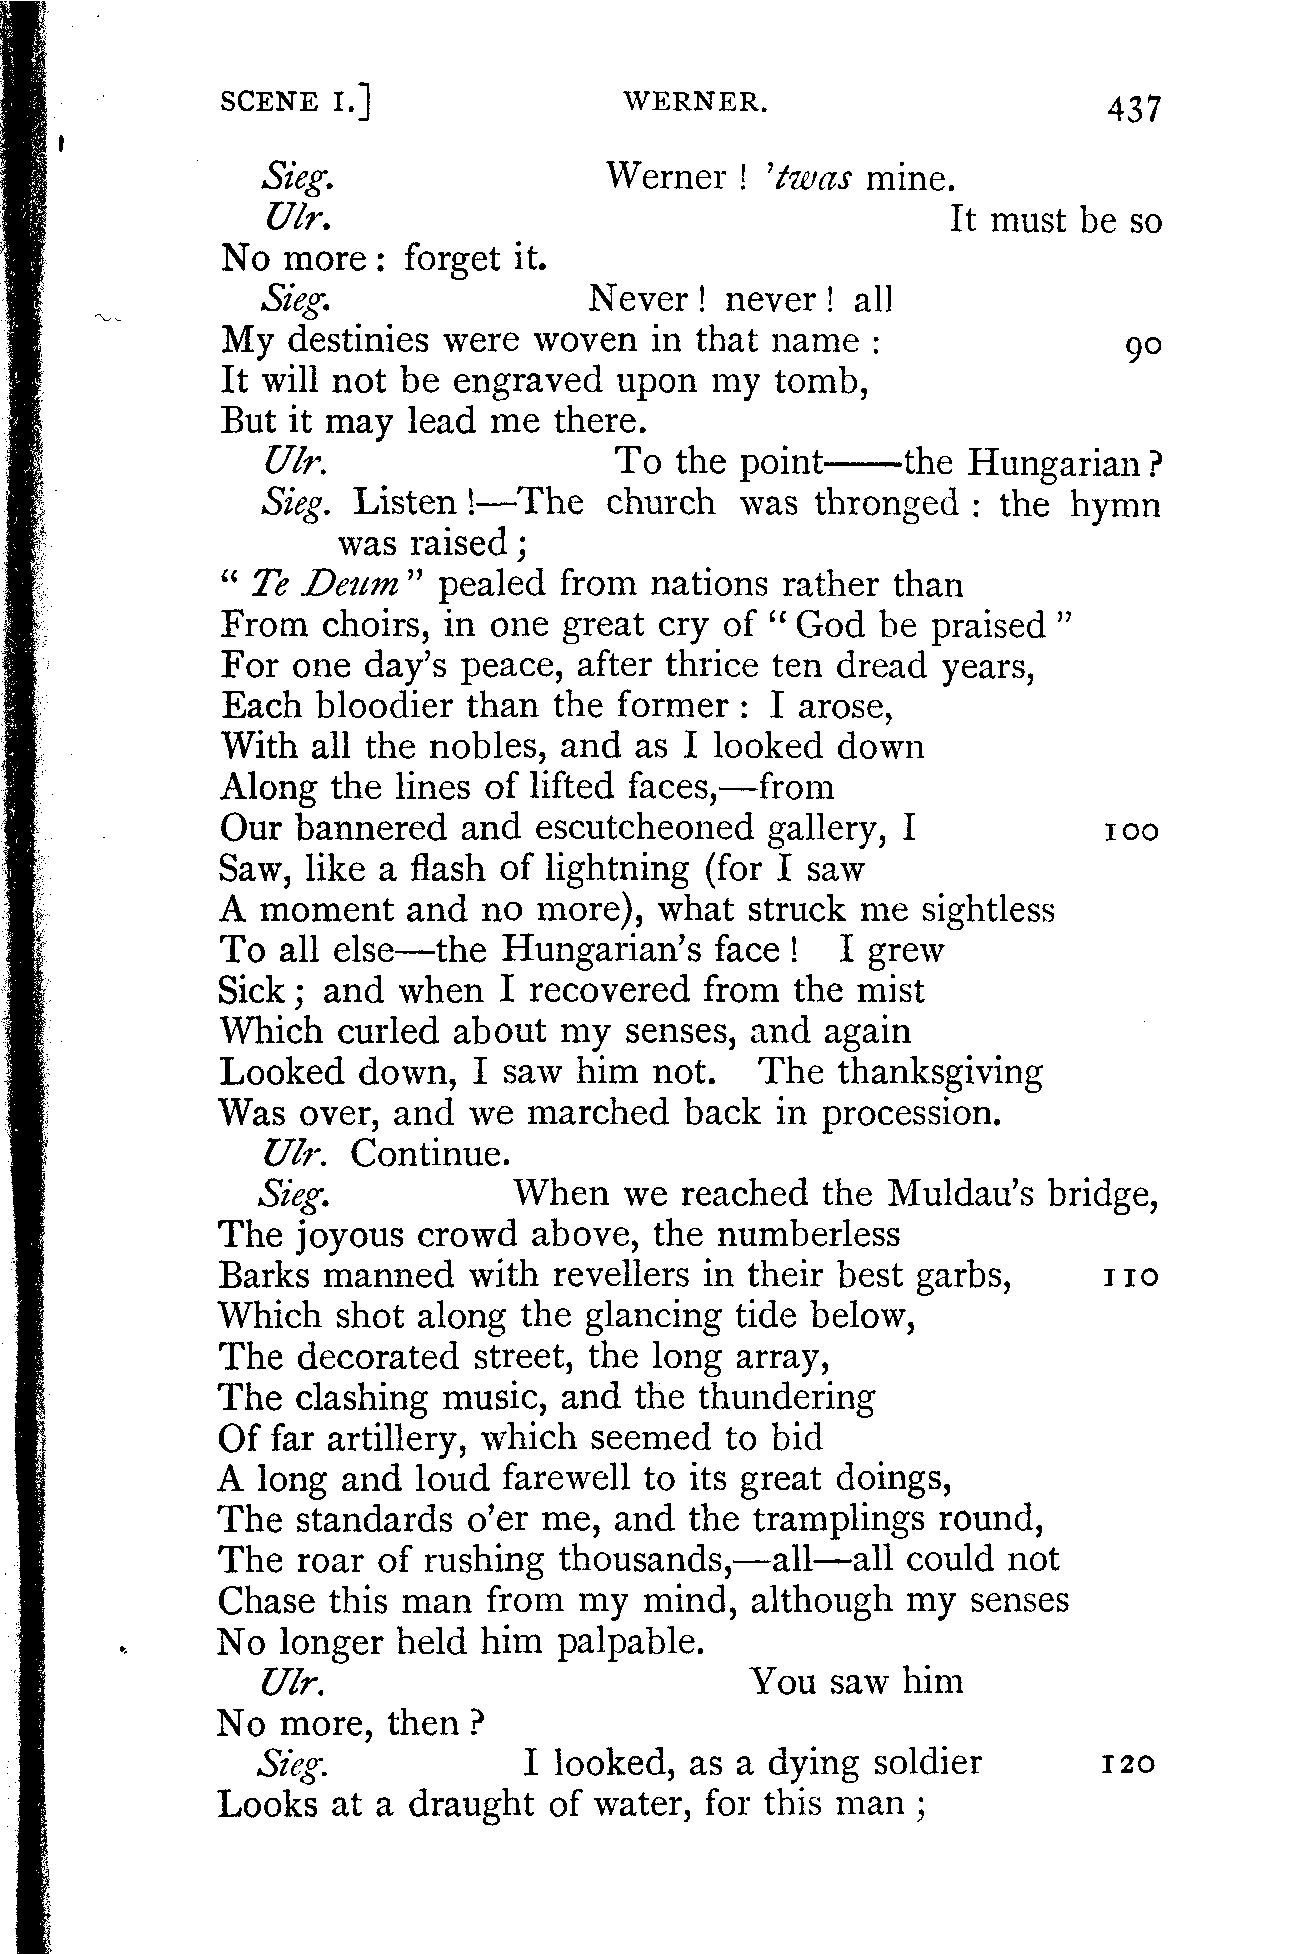 SCENE I.] WERNER. 437
Sieg. Werner! 'twas mine.
Ulr. It must be so
No more: forget it.
Sieg. Never! never! all
My destinies were woven in that name: 90
It will not be engraved upon my tomb,
But it may lead me there.
Ulr. To the point——the Hungarian?
Sieg. Listen!—The church was thronged: the hymn
was raised;
"Te Deum" pealed from nations rather than
From choirs, in one great cry of "God be praised"
For one day's peace, after thrice ten dread years,
Each bloodier than the former: I arose,
With all the nobles, and as I looked down
Along the lines of lifted faces,—from
Our bannered and escutcheoned gallery, I 100
Saw, like a flash of lightning (for I saw
A moment and no more), what struck me sightless
To all else—the Hungarian's face! I grew
Sick; and when I recovered from the mist
Which curled about my senses, and again
Looked down, I saw him not. The thanksgiving
Was over, and we marched back in procession.
Ulr. Continue.
Sieg. When we reached the Muldau's bridge,
The joyous crowd above, the numberless
Barks manned with revellers in their best garbs, 110
Which shot along the glancing tide below,
The decorated street, the long array,
The clashing music, and the thundering
Of far artillery, which seemed to bid
A long and loud farewell to its great doings,
The standards o'er me, and the tramplings round,
The roar of rushing thousands,—all—all could not
Chase this man from my mind, although my senses
No longer held him palpable.
Ulr. You saw him
No more, then?
Sieg. I looked, as a dying soldier 120
Looks at a draught of water, for this man;